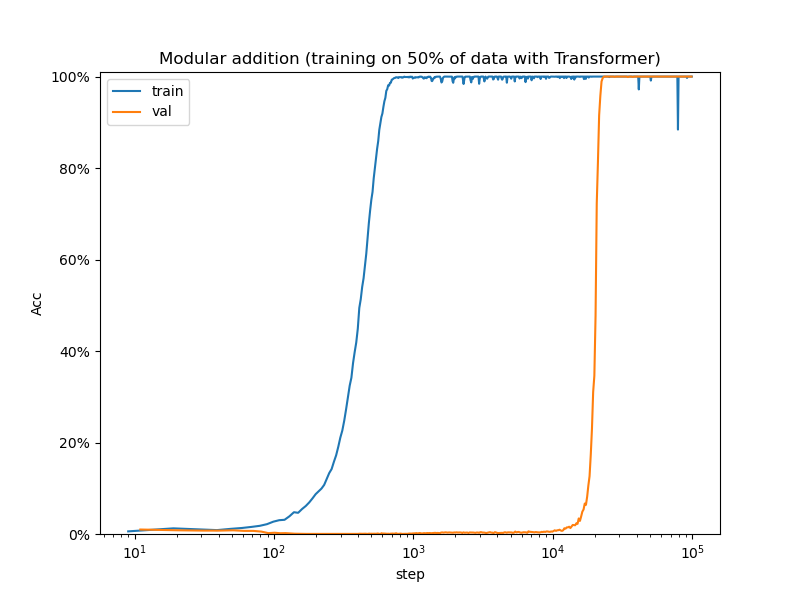 Modular addition (training on 50% of data with Transformer)
train
val
100%
80%
60%
40%
20%
0%
Acc
10¹
10²
10³
10⁴
10⁵
step